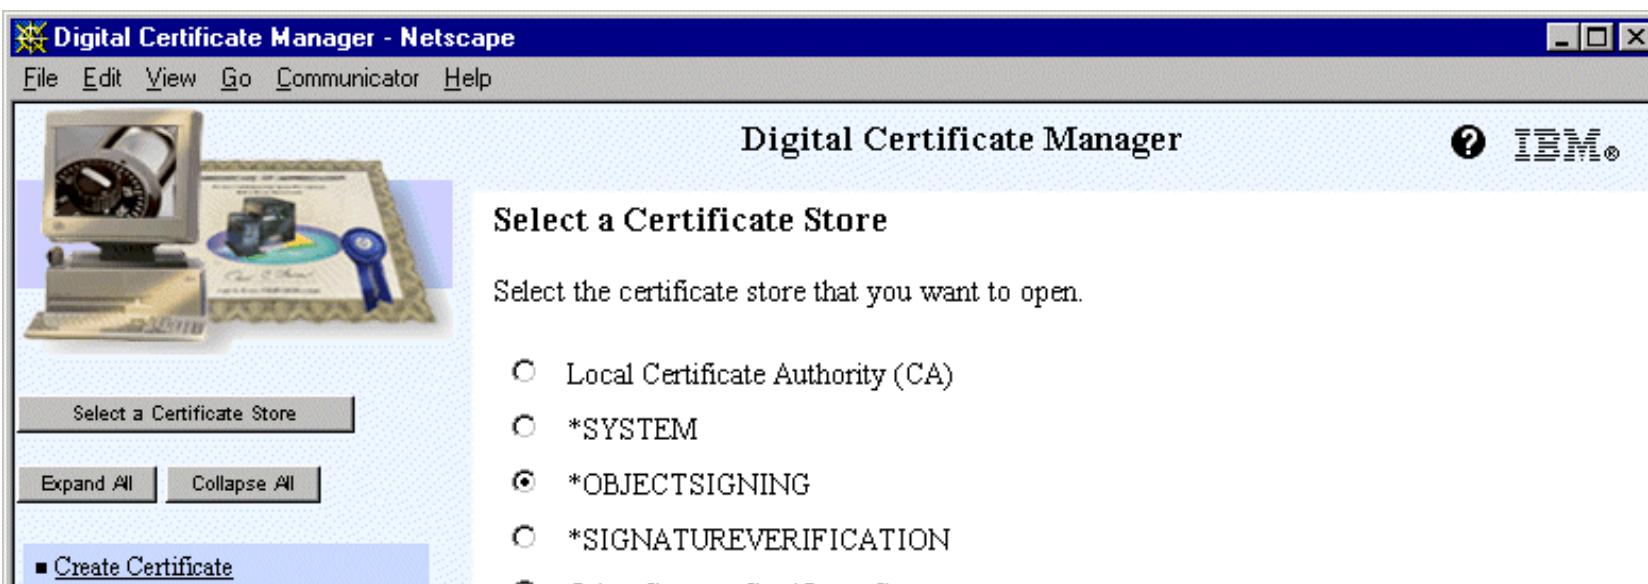 Digital Certificate Manager - Netscape
File Edit View Go Communicator Help
Digital Certificate Manager
IBM®
Select a Certificate Store
Select the certificate store that you want to open.
Local Certificate Authority (CA)
*SYSTEM
*OBJECTSIGNING
*SIGNATUREVERIFICATION
Select a Certificate Store
Expand All Collapse All
Create Certificate